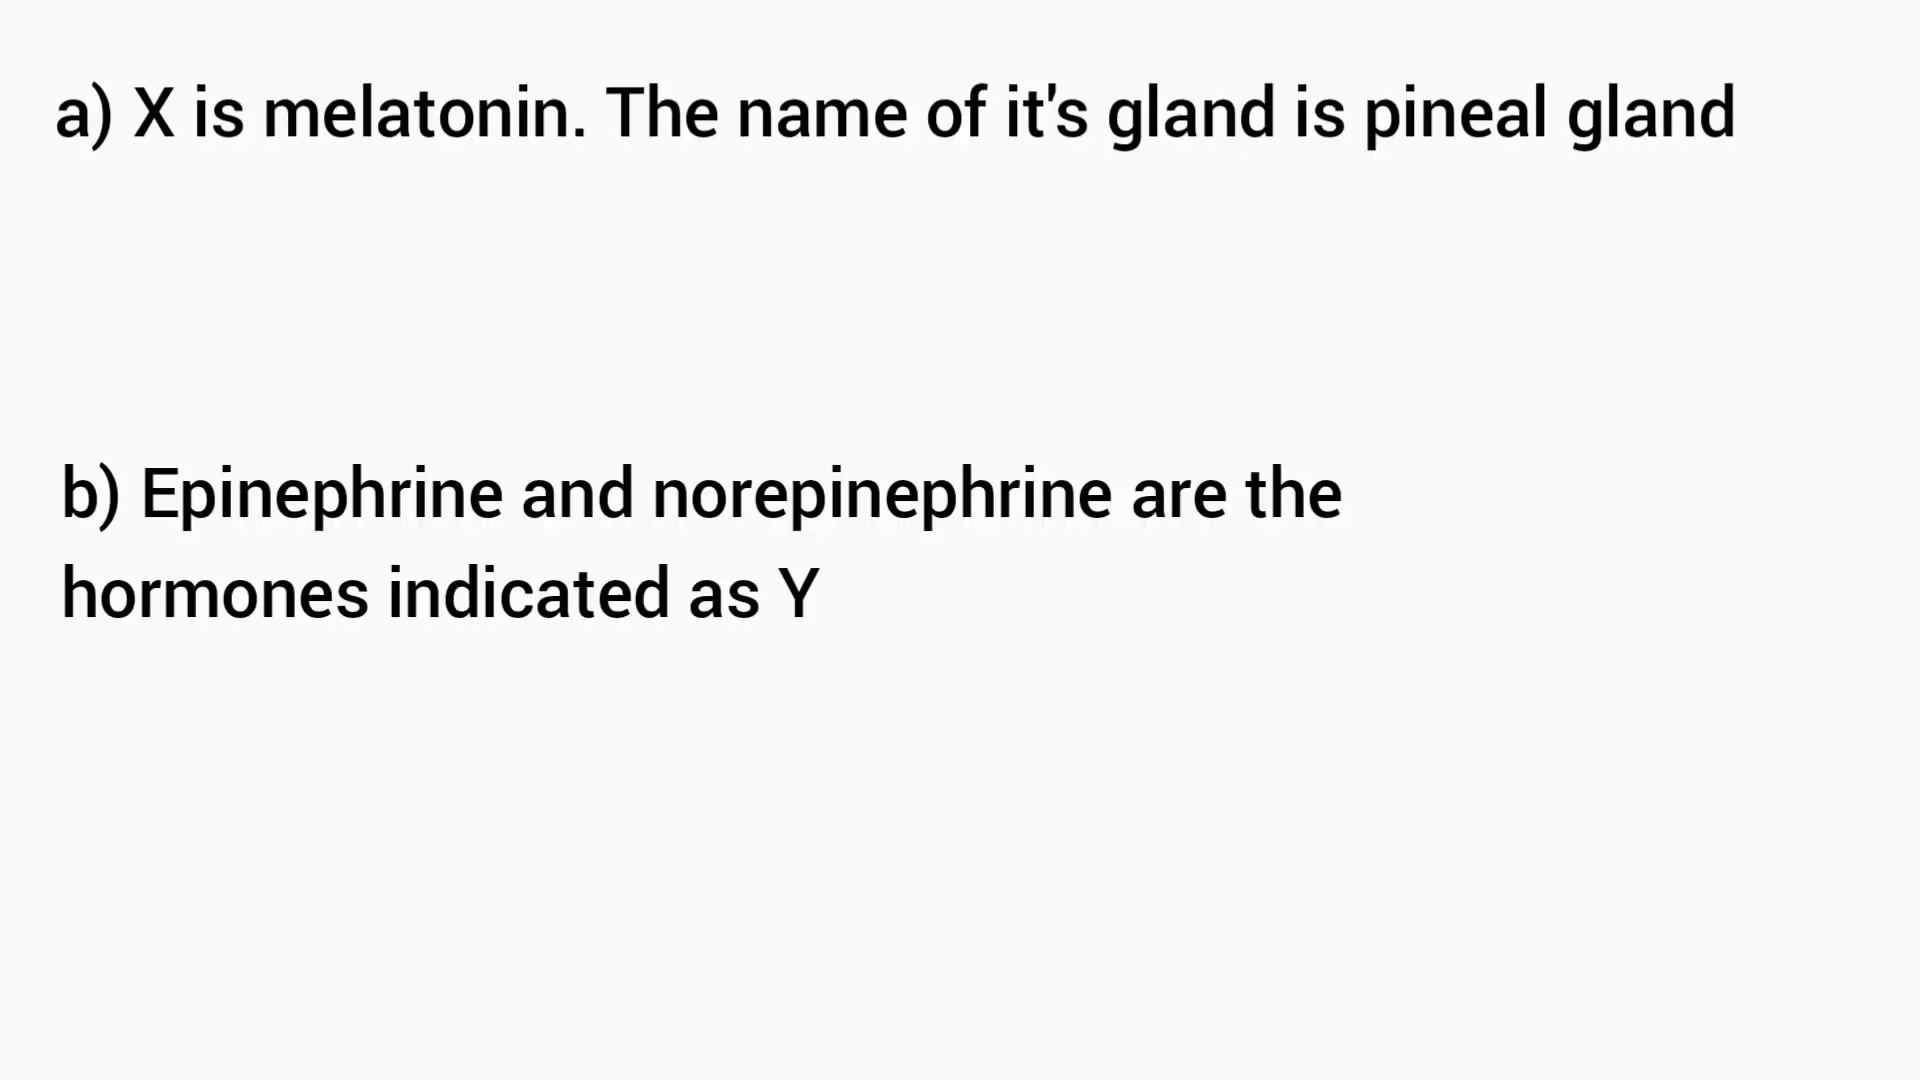 a) X is melatonin. The name of it's gland is pineal gland
b) Epinephrine and norepinephrine are the
hormones indicated as Y